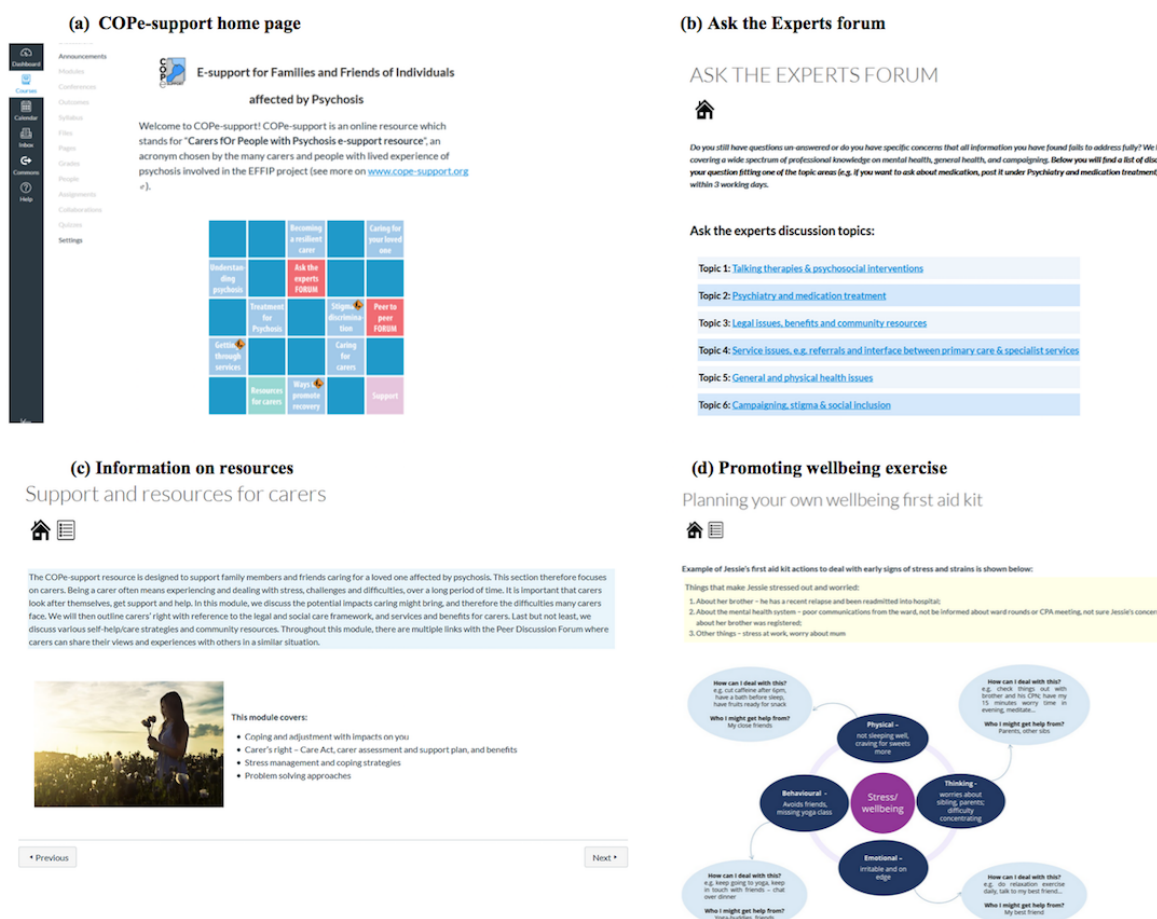 (a) COPe-support home page
Dashboard
Courses
Calendar
Inbox
Commons
Help
Announcements
Modules
Conferences
Outcomes
Syllabus
Files
Pages
Grades
People
Assignments
Collaborations
Quizzes
Settings
COPe
SUPPORT
E-support for Families and Friends of Individuals
affected by Psychosis
Welcome to COPe-support! COPe-support is an online resource which
stands for "Carers fOr People with Psychosis e-support resource", an
acronym chosen by the many carers and people with lived experience of
psychosis involved in the EFFIP project (see more on www.cope-support.org
).
Becoming
a resilient
carer
Caring for
your loved
one
Understan-
ding
psychosis
Ask the
experts
FORUM
Treatment
for
Psychosis
Stigma
discrimina-
tion
Peer to
peer
FORUM
Getting
through
services
Caring
for
carers
Resources
for carers
Ways
promote
recovery
Support
(b) Ask the Experts forum
ASK THE EXPERTS FORUM
Do you still have questions un-answered or do you have specific concerns that all information you have found fails to address fully? We
covering a wide spectrum of professional knowledge on mental health, general health, and campaigning. Below you will find a list of disc
your question fitting one of the topic areas (e.g. if you want to ask about medication, post it under Psychiatry and medication treatment)
within 3 working days.
Ask the experts discussion topics:
Topic 1: Talking therapies & psychosocial interventions
Topic 2: Psychiatry and medication treatment
Topic 3: Legal issues, benefits and community resources
Topic 4: Service issues, e.g. referrals and interface between primary care & specialist services
Topic 5: General and physical health issues
Topic 6: Campaigning, stigma & social inclusion
(c) Information on resources
Support and resources for carers
The COPe-support resource is designed to support family members and friends caring for a loved one affected by psychosis. This section therefore focuses
on carers. Being a carer often means experiencing and dealing with stress, challenges and difficulties, over a long period of time. It is important that carers
look after themselves, get support and help. In this module, we discuss the potential impacts caring might bring, and therefore the difficulties many carers
face. We will then outline carers' right with reference to the legal and social care framework, and services and benefits for carers. Last but not least, we
discuss various self-help/care strategies and community resources. Throughout this module, there are multiple links with the Peer Discussion Forum where
carers can share their views and experiences with others in a similar situation.
This module covers:
• Coping and adjustment with impacts on you
• Carer's right – Care Act, carer assessment and support plan, and benefits
• Stress management and coping strategies
• Problem solving approaches
Previous
Next
(d) Promoting wellbeing exercise
Planning your own wellbeing first aid kit
Example of Jessie's first aid kit actions to deal with early signs of stress and strains is shown below:
Things that make Jessie stressed out and worried:
1. About her brother – he has a recent relapse and been readmitted into hospital;
2. About the mental health system – poor communications from the ward, not be informed about ward rounds or CPA meeting, not sure Jessie's concern
about her brother was registered;
3. Other things – stress at work, worry about mum
How can I deal with this?
e.g. cut caffeine after 6pm,
have a bath before sleep,
have fruits ready for snack
Who I might get help from?
My close friends
How can I deal with this?
e.g. check things out with
brother and his CPN; have my
15 minutes worry time in
evening, meditate...
Who I might get help from?
Parents, other sibs
Physical –
not sleeping well,
craving for sweets
more
Behavioural –
Avoids friends,
missing yoga class
Stress/
wellbeing
Thinking -
worries about
sibling, parents;
difficulty
concentrating
Emotional –
irritable and on
edge
How can I deal with this?
e.g. keep going to yoga, keep
in touch with friends – chat
over dinner
Who I might get help from?
Yoga buddies, friends
How can I deal with this?
e.g. do relaxation exercise
daily, talk to my best friend...
Who I might get help from?
My best friend